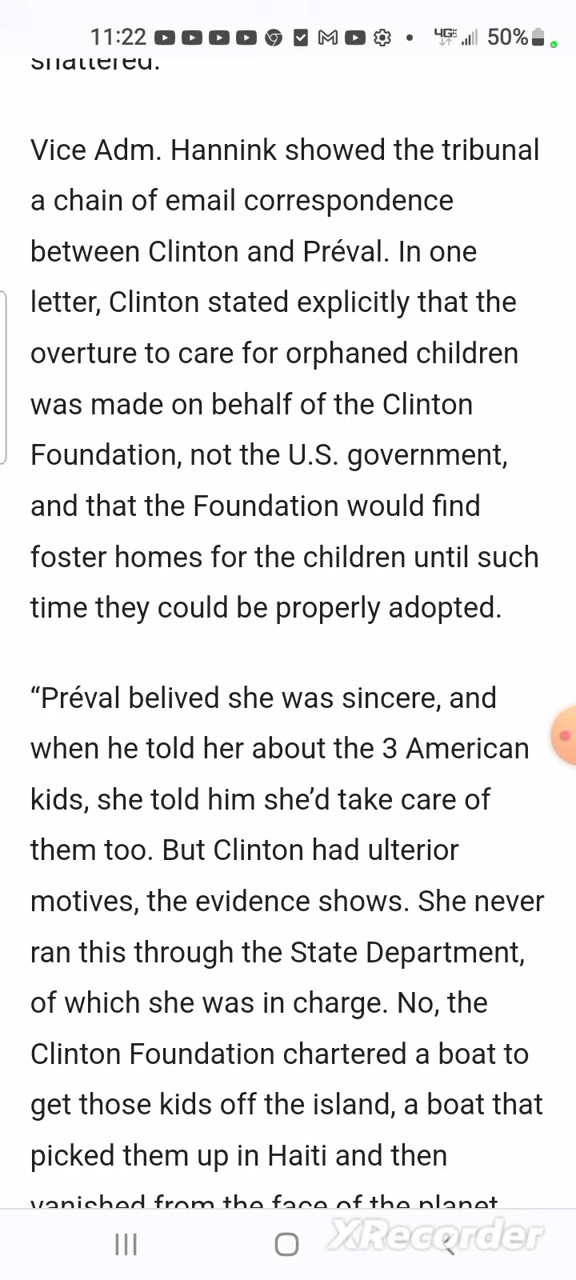 11:22
4GE 50%
shattered.
Vice Adm. Hannink showed the tribunal
a chain of email correspondence
between Clinton and Préval. In one
letter, Clinton stated explicitly that the
overture to care for orphaned children
was made on behalf of the Clinton
Foundation, not the U.S. government,
and that the Foundation would find
foster homes for the children until such
time they could be properly adopted.
“Préval belived she was sincere, and
when he told her about the 3 American
kids, she told him she’d take care of
them too. But Clinton had ulterior
motives, the evidence shows. She never
ran this through the State Department,
of which she was in charge. No, the
Clinton Foundation chartered a boat to
get those kids off the island, a boat that
picked them up in Haiti and then
vanished from the face of the planet
XRecorder